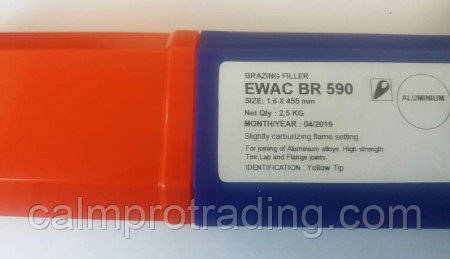 BRAZING FILLER
EWAC BR 590
SIZE: 1.6 X 455 mm
Net Qty : 2.5 KG
MONTH/YEAR : 04/2019
Slightly carburizing flame setting.
For joining of Aluminium alloys. High strength
Tee,Lap and Flange joints.
IDENTIFICATION : Yellow Tip
ALUMINIUM
calmprotrading.com